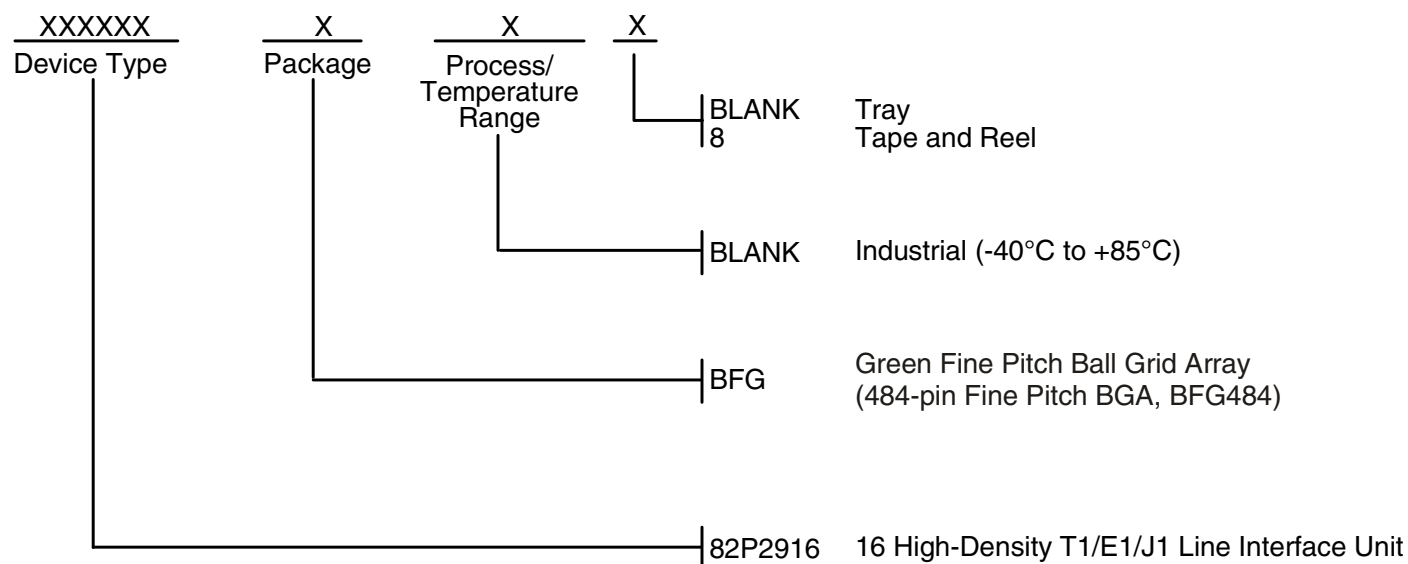 XXXXXX X X X
Device Type Package Process/
Temperature
Range
BLANK Tray
8 Tape and Reel
BLANK Industrial (-40°C to +85°C)
BFG Green Fine Pitch Ball Grid Array
(484-pin Fine Pitch BGA, BFG484)
82P2916 16 High-Density T1/E1/J1 Line Interface Unit